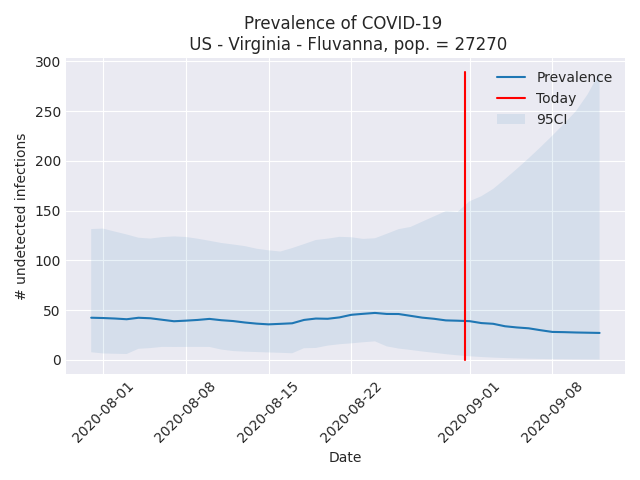 Prevalence of COVID-19
US - Virginia - Fluvanna, pop. = 27270
Prevalence
Today
95CI
# undetected infections
300
250
200
150
100
50
0
2020-08-01
2020-08-08
2020-08-15
2020-08-22
2020-09-01
2020-09-08
Date